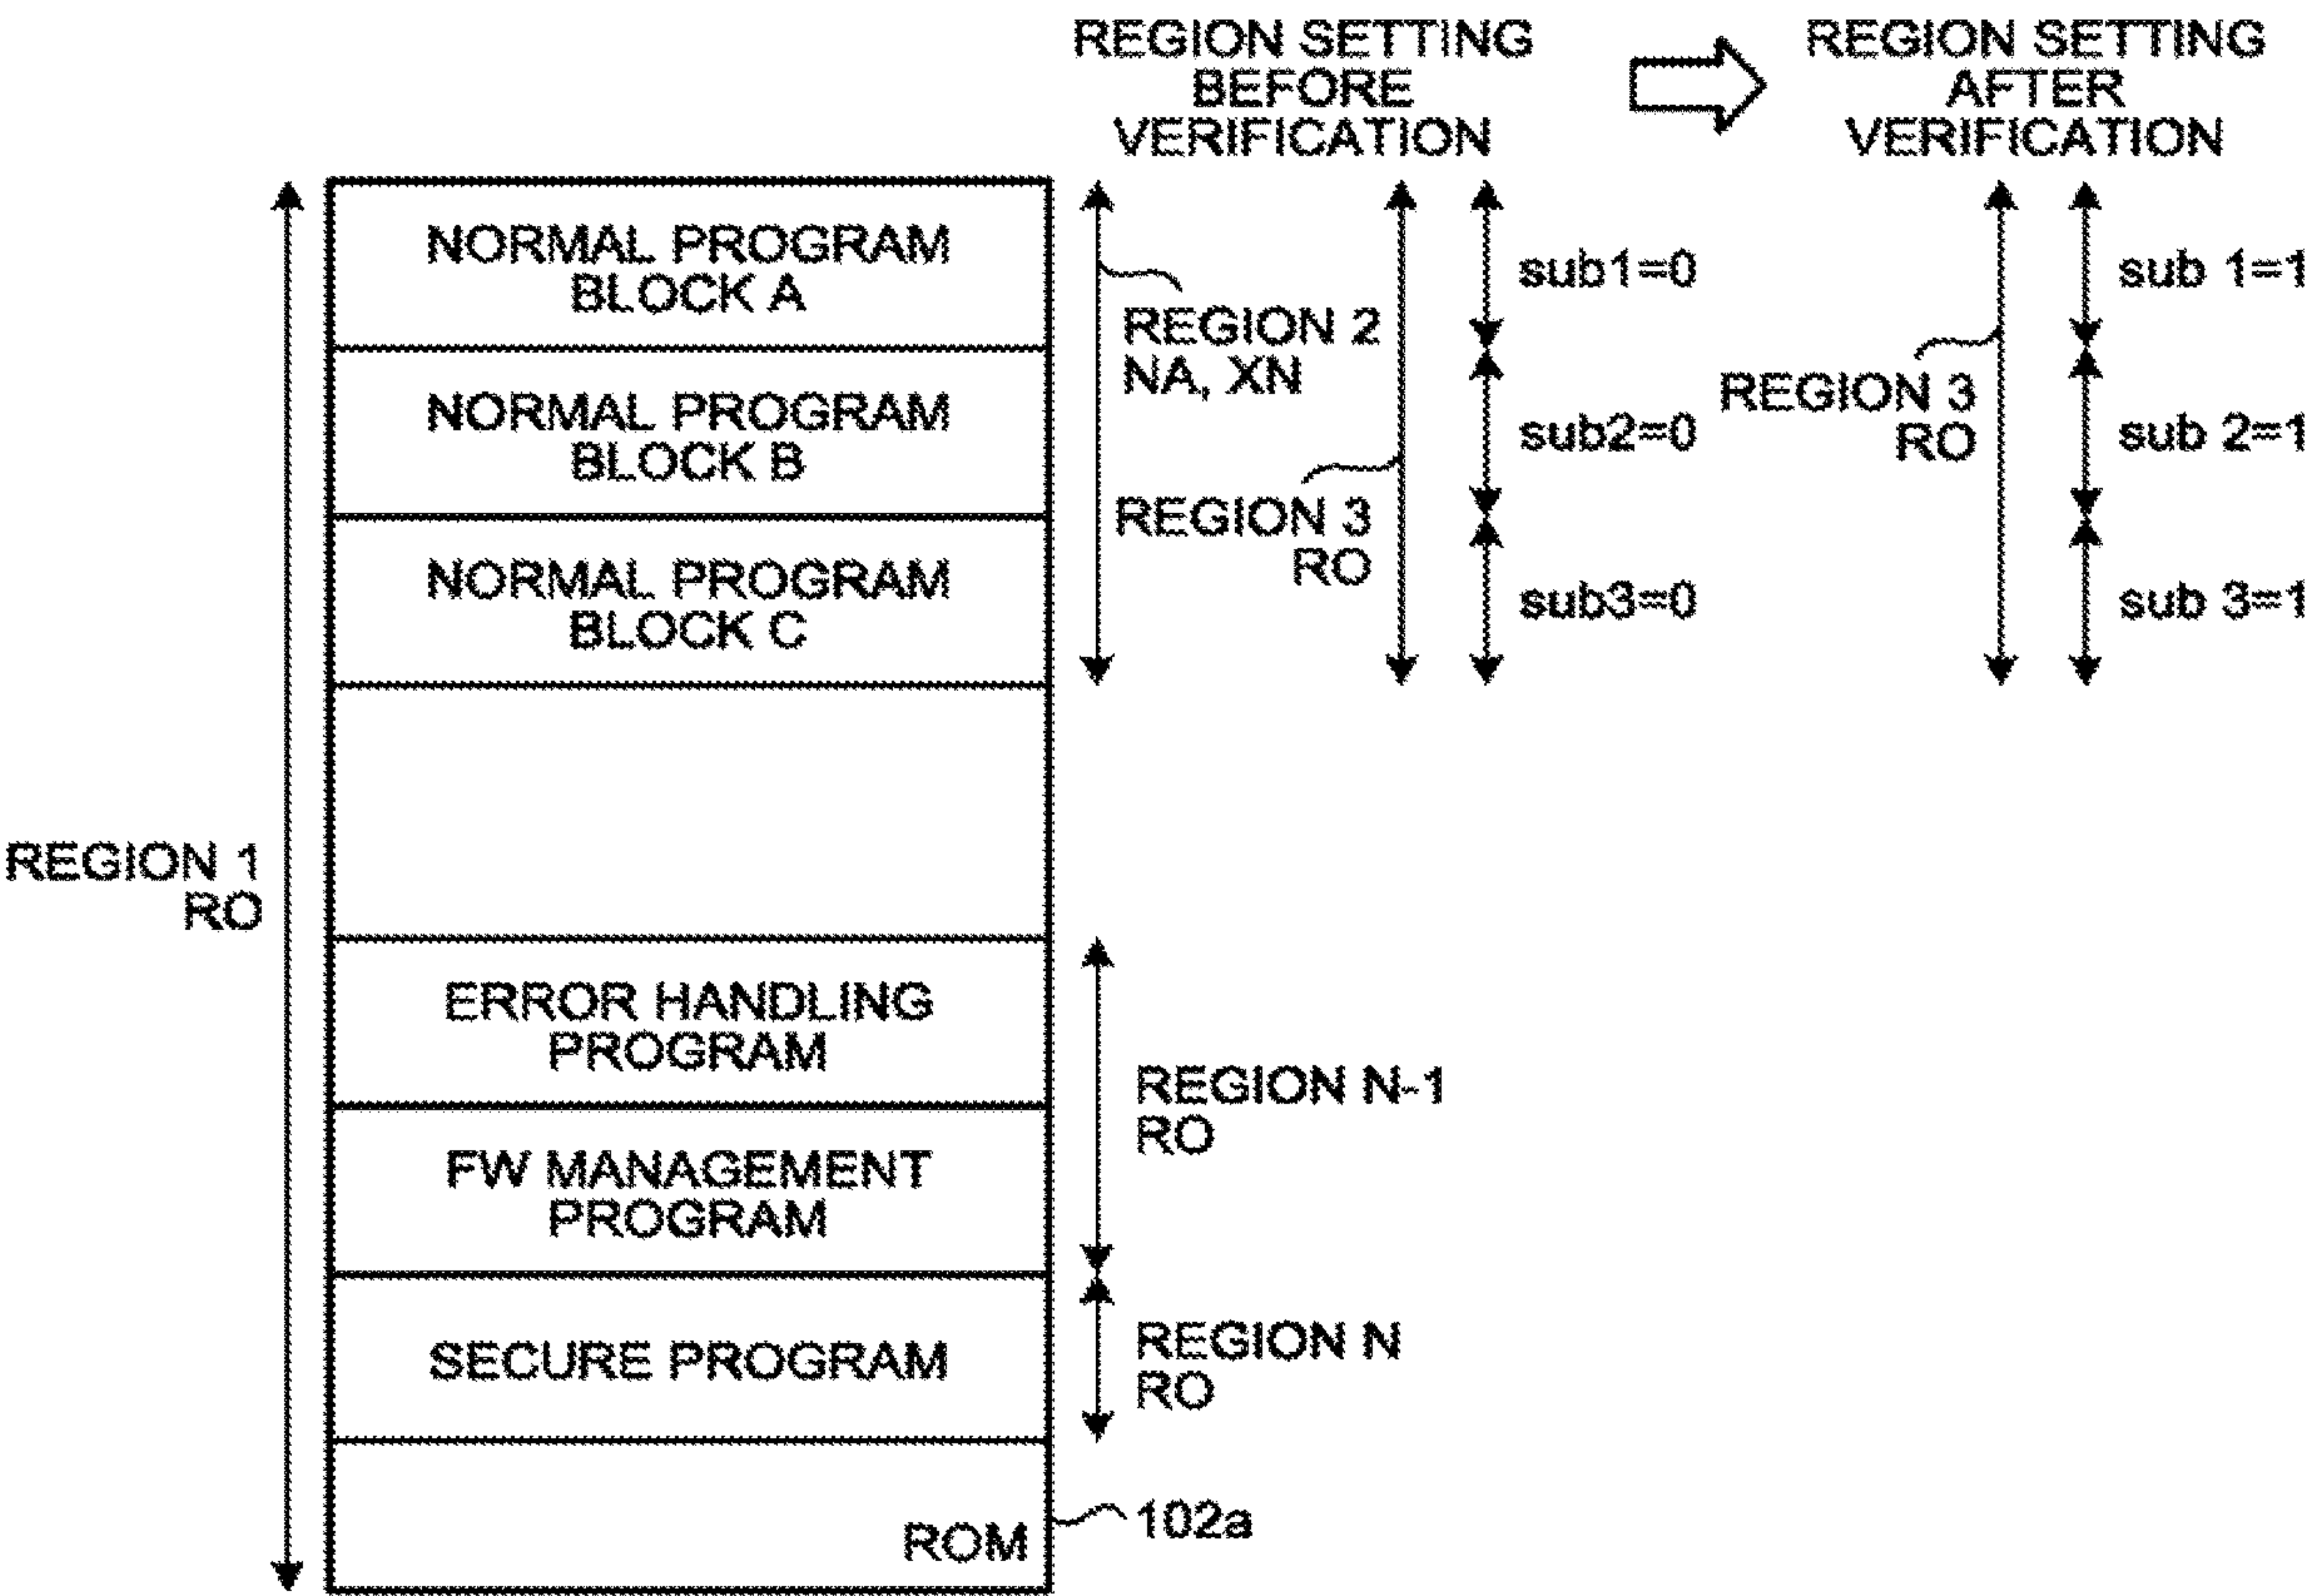 REGION SETTING
BEFORE
VERIFICATION
REGION SETTING
AFTER
VERIFICATION
NORMAL PROGRAM
BLOCK A
NORMAL PROGRAM
BLOCK B
NORMAL PROGRAM
BLOCK C
REGION 2
NA, XN
REGION 3
RO
sub1=0
sub2=0
sub3=0
REGION 3
RO
sub 1=1
sub 2=1
sub 3=1
REGION 1
RO
ERROR HANDLING
PROGRAM
FW MANAGEMENT
PROGRAM
REGION N-1
RO
SECURE PROGRAM
REGION N
RO
ROM
102a